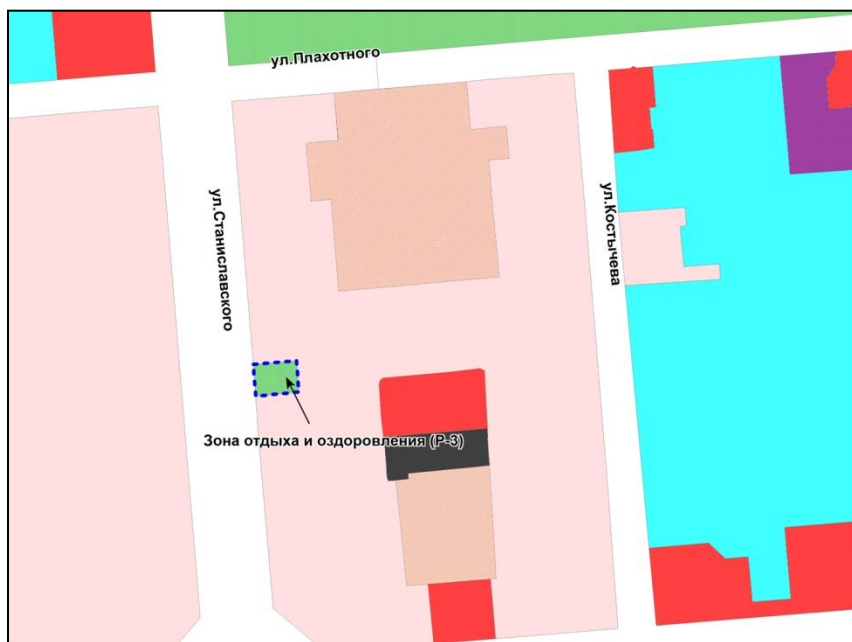 ул.Плахотного
ул.Станиславского
ул.Костычева
Зона отдыха и оздоровления (Р-3)